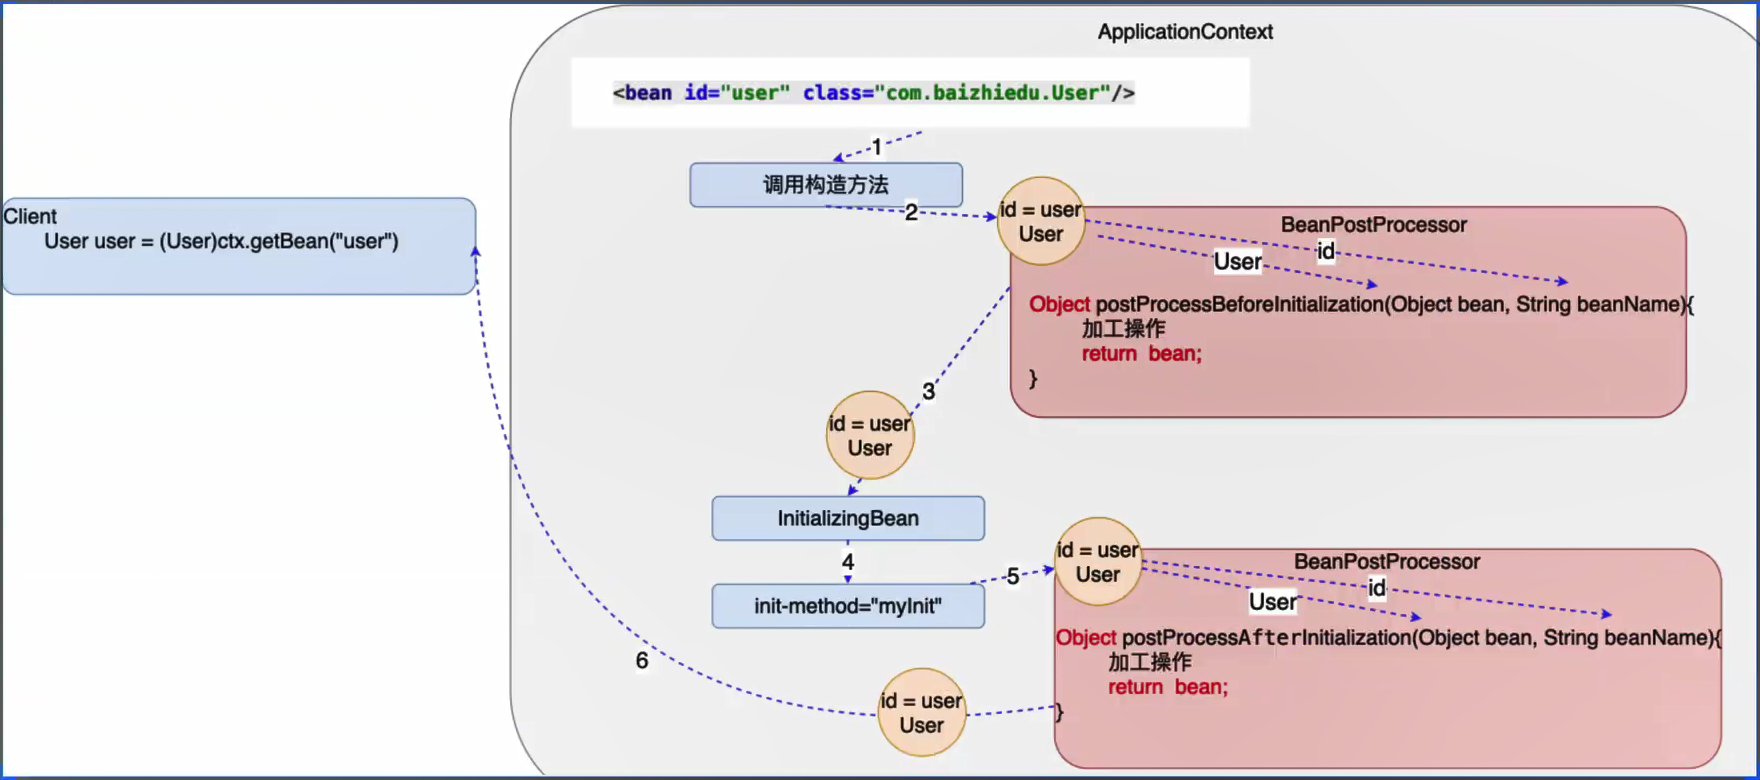 ApplicationContext
<bean id="user" class="com.baizhiedu.User"/>
1
调用构造方法
2
id = user
User
BeanPostProcessor
id
User
Object postProcessBeforeInitialization(Object bean, String beanName){
加工操作
return bean;
}
Client
User user = (User)ctx.getBean("user")
3
id = user
User
InitializingBean
4
init-method="myInit"
5
id = user
User
BeanPostProcessor
id
User
Object postProcessAfterInitialization(Object bean, String beanName){
加工操作
return bean;
}
6
id = user
User